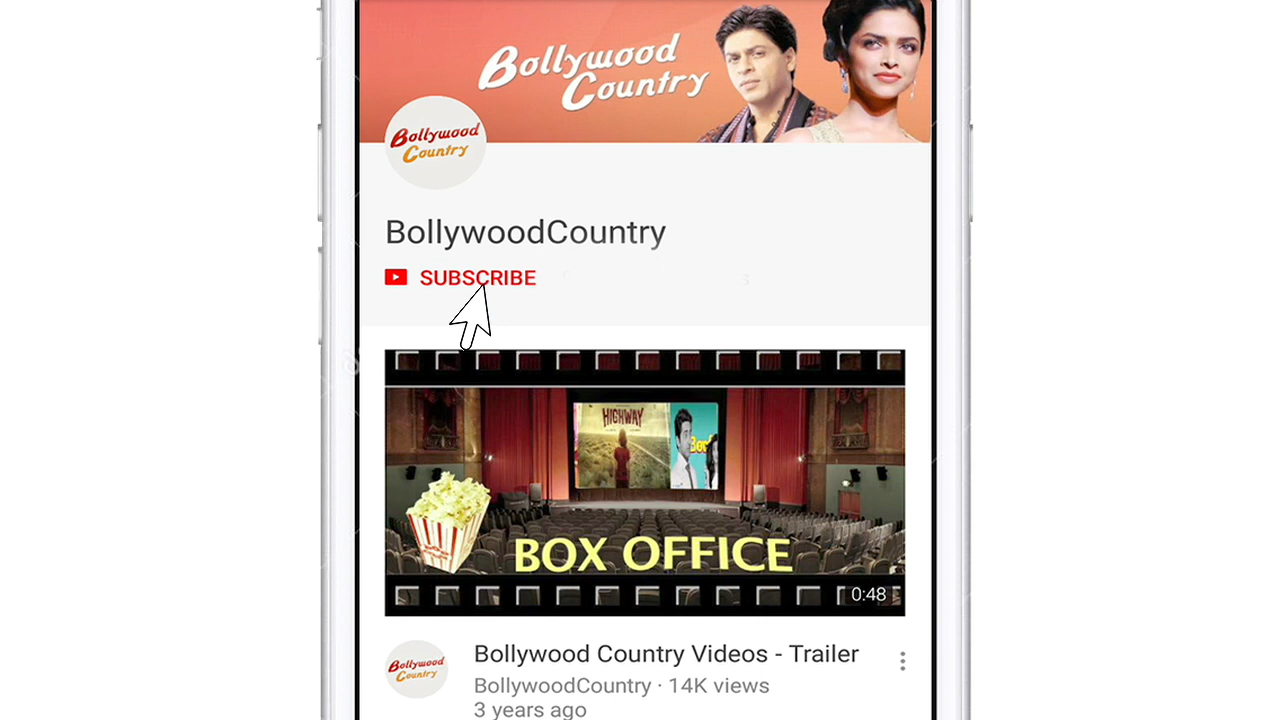 Bollywood
Country
Bollywood
Country
BollywoodCountry
SUBSCRIBE
HIGHWAY
BOX OFFICE
0:48
Bollywood Country Videos - Trailer
Bollywood
Country
BollywoodCountry · 14K views
3 years ago